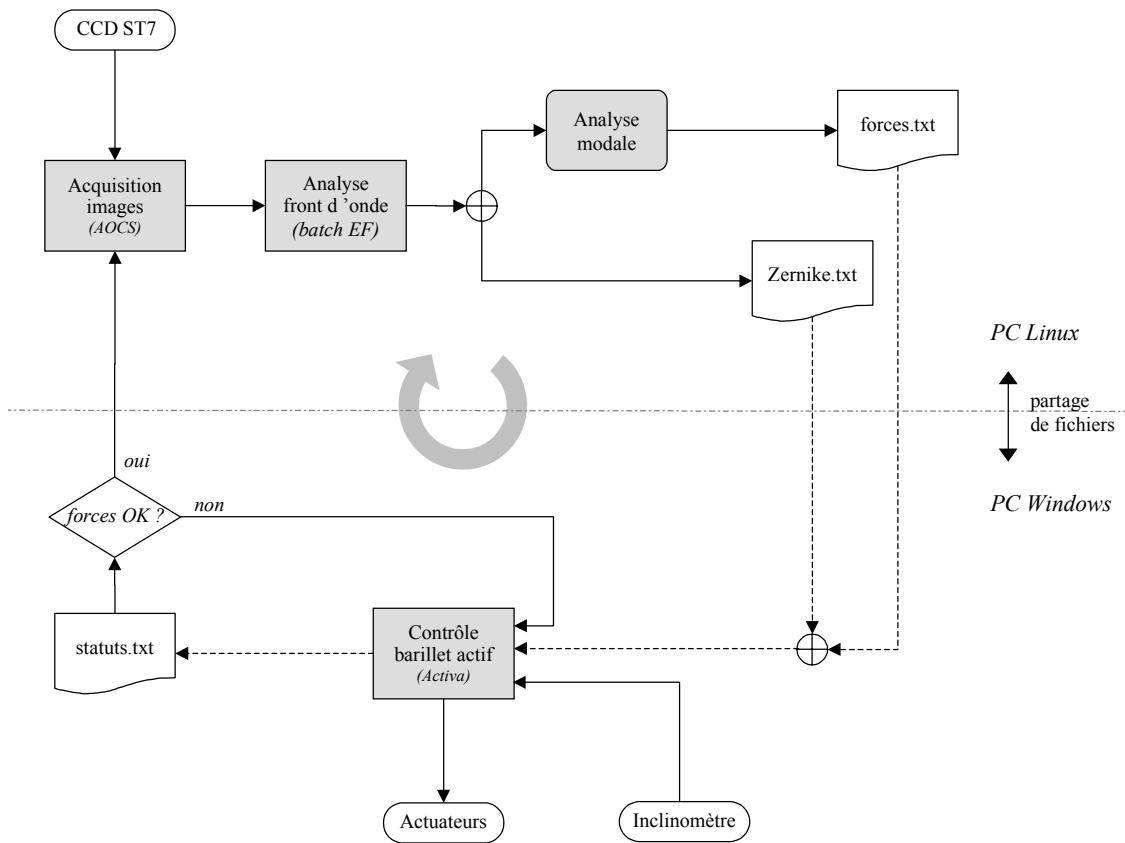 CCD ST7
Analyse
modale
forces.txt
Acquisition
images
(AOCS)
Analyse
front d 'onde
(batch EF)
Zernike.txt
PC Linux
partage
de fichiers
PC Windows
oui
forces OK ?
non
statuts.txt
Contrôle
barillet actif
(Activa)
Actuateurs
Inclinomètre